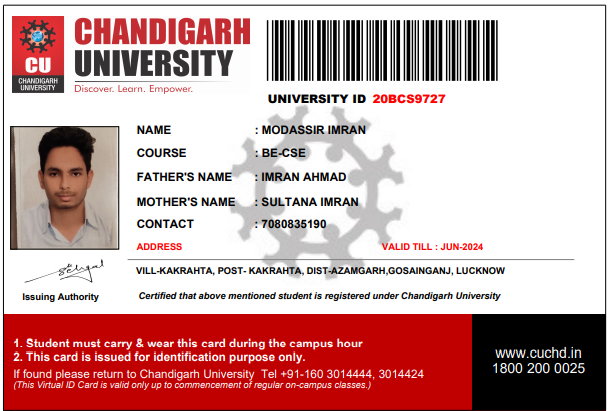 CU
CHANDIGARH
UNIVERSITY
CHANDIGARH
UNIVERSITY
Discover. Learn. Empower.
UNIVERSITY ID 20BCS9727
NAME : MODASSIR IMRAN
COURSE : BE-CSE
FATHER'S NAME : IMRAN AHMAD
MOTHER'S NAME : SULTANA IMRAN
CONTACT : 7080835190
ADDRESS VALID TILL : JUN-2024
VILL-KAKRAHTA, POST- KAKRAHTA, DIST-AZAMGARH,GOSAINGANJ, LUCKNOW
Issuing Authority
Certified that above mentioned student is registered under Chandigarh University
1. Student must carry & wear this card during the campus hour
2. This card is issued for identification purpose only.
If found please return to Chandigarh University Tel +91-160 3014444, 3014424
(This Virtual ID Card is valid only up to commencement of regular on-campus classes.)
www.cuchd.in
1800 200 0025